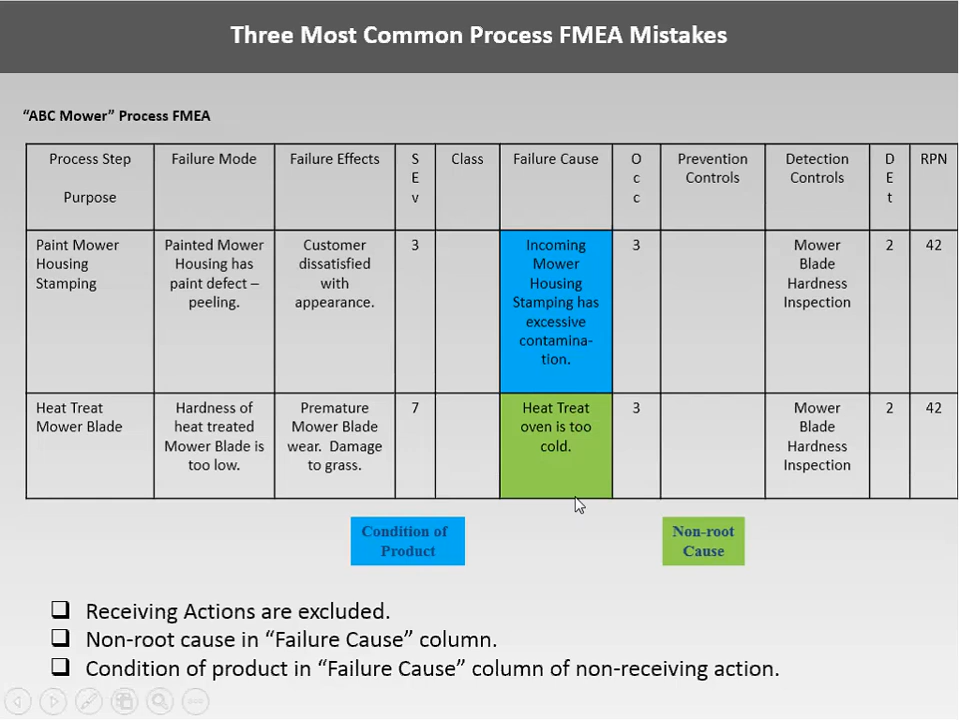 Three Most Common Process FMEA Mistakes
“ABC Mower” Process FMEA
Process Step
Purpose
Failure Mode
Failure Effects
S
E
v
Class
Failure Cause
O
c
c
Prevention
Controls
Detection
Controls
D
E
t
RPN
Paint Mower
Housing
Stamping
Painted Mower
Housing has
paint defect –
peeling.
Customer
dissatisfied
with
appearance.
3
Incoming
Mower
Housing
Stamping has
excessive
contamina-
tion.
3
Mower
Blade
Hardness
Inspection
2
42
Heat Treat
Mower Blade
Hardness of
heat treated
Mower Blade is
too low.
Premature
Mower Blade
wear. Damage
to grass.
7
Heat Treat
oven is too
cold.
3
Mower
Blade
Hardness
Inspection
2
42
Condition of
Product
Non-root
Cause
Receiving Actions are excluded.
Non-root cause in “Failure Cause” column.
Condition of product in “Failure Cause” column of non-receiving action.